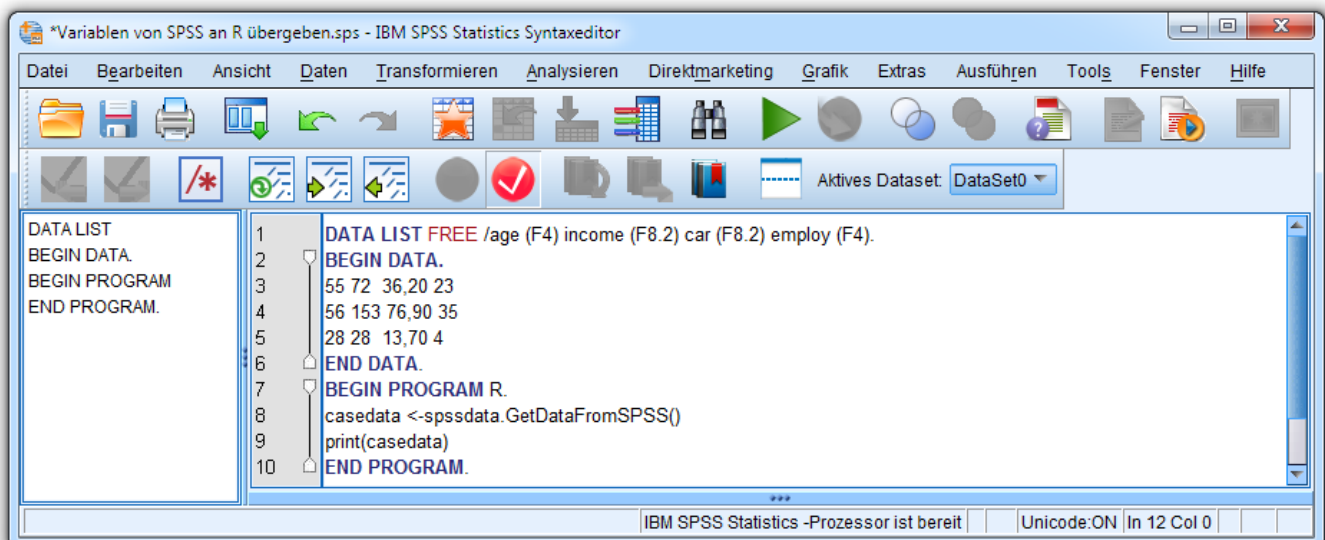 *Variablen von SPSS an R übergeben.sps - IBM SPSS Statistics Syntaxeditor
Datei Bearbeiten Ansicht Daten Transformieren Analysieren Direktmarketing Grafik Extras Ausführen Tools Fenster Hilfe
/*
Aktives Dataset: DataSet0
DATA LIST
BEGIN DATA.
BEGIN PROGRAM
END PROGRAM.
1 DATA LIST FREE /age (F4) income (F8.2) car (F8.2) employ (F4).
2 BEGIN DATA.
3 55 72  36,20 23
4 56 153 76,90 35
5 28 28  13,70 4
6 END DATA.
7 BEGIN PROGRAM R.
8 casedata <-spssdata.GetDataFromSPSS()
9 print(casedata)
10 END PROGRAM.
IBM SPSS Statistics -Prozessor ist bereit Unicode:ON In 12 Col 0